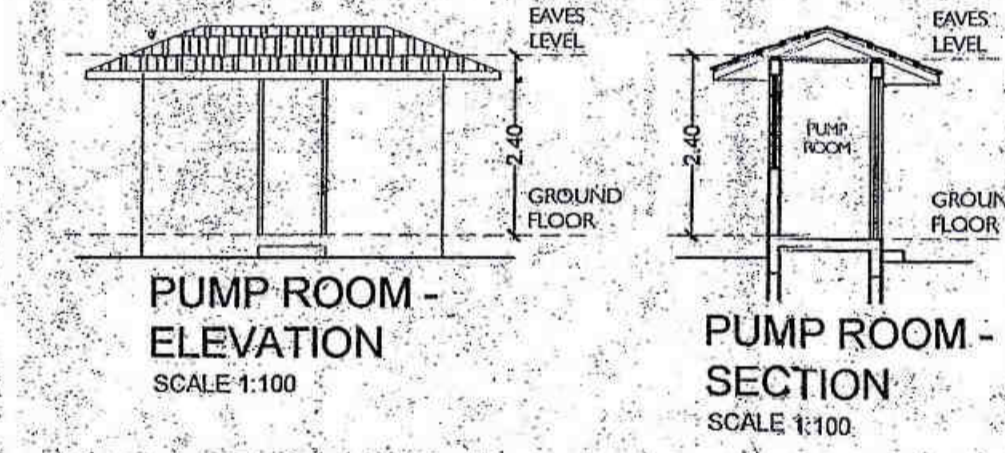 EAVES
LEVEL
2.40
GROUND
FLOOR
PUMP ROOM -
ELEVATION
SCALE 1:100
EAVES
LEVEL
2.40
PUMP
ROOM
GROUN
FLOOR
PUMP ROOM -
SECTION
SCALE 1:100